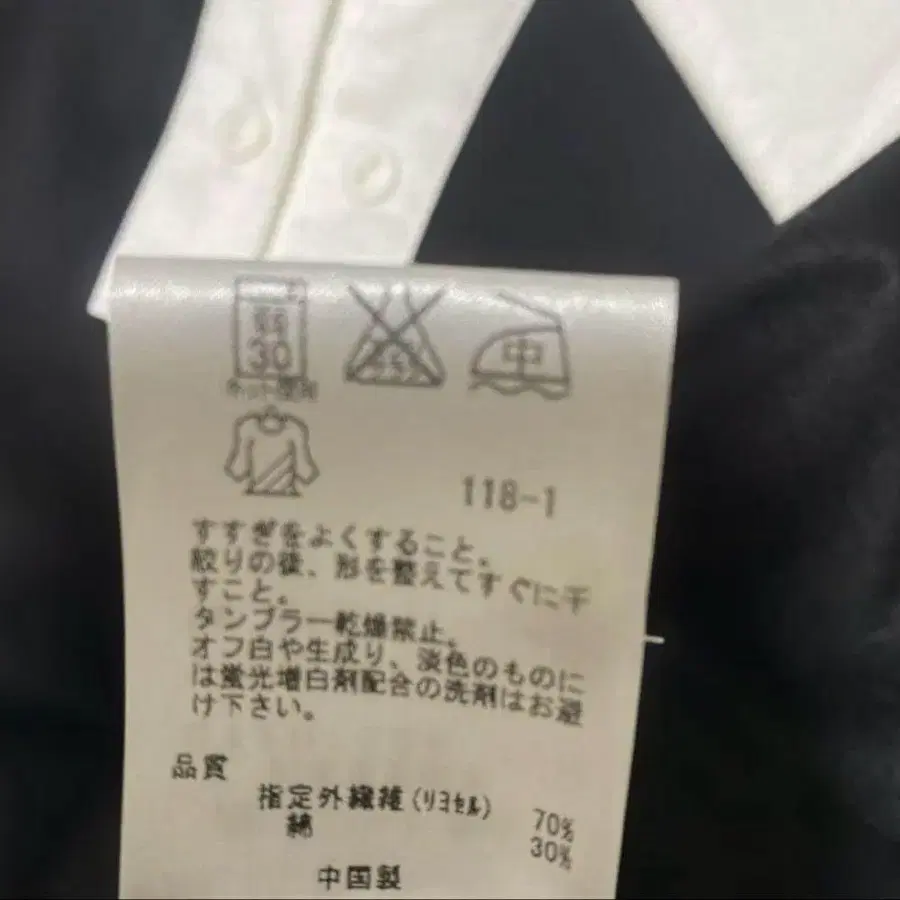 弱
30
ネット使用
中
118-1
すすぎをよくすること。
絞りの後、形を整えてすぐに干
すこと。
タンブラー乾燥禁止。
オフ白や生成り、淡色のものに
は蛍光増白剤配合の洗剤はお避
け下さい。
品質
指定外繊維(リヨセル) 70%
綿 30%
中国製